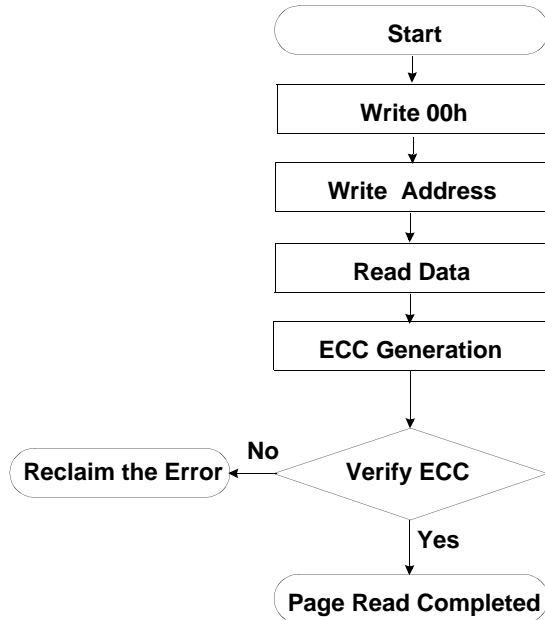 Start
Write 00h
Write  Address
Read Data
ECC Generation
Verify ECC
No
Reclaim the Error
Yes
Page Read Completed